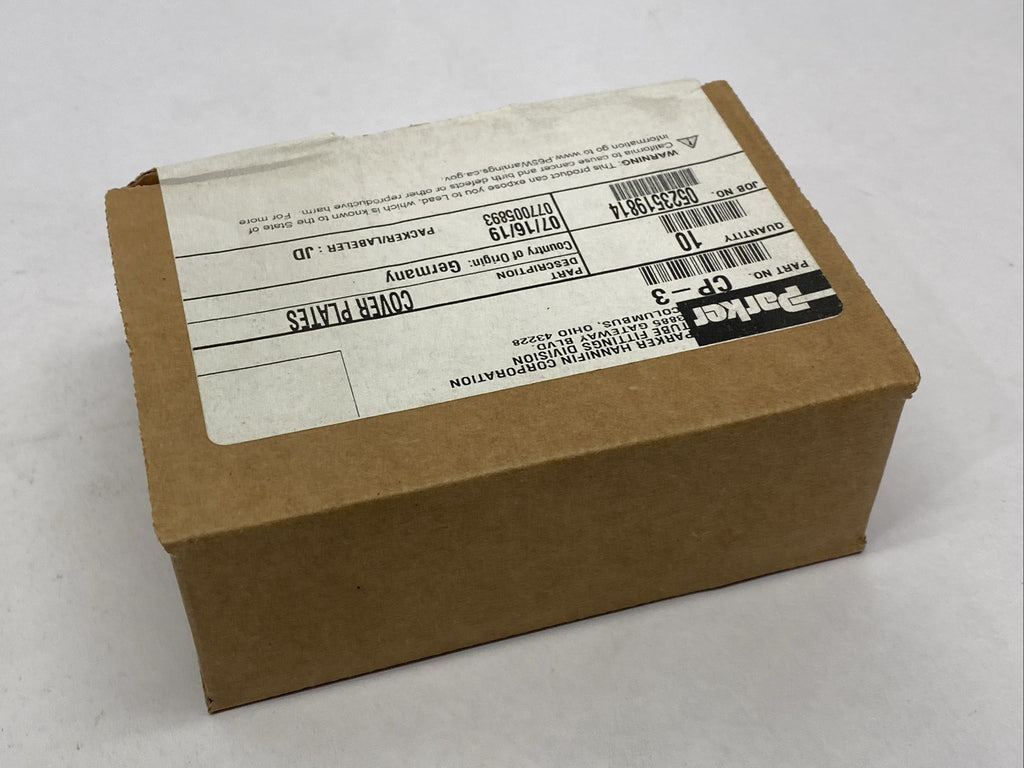 Parker
PARKER HANNIFIN CORPORATION
TUBE FITTINGS DIVISION
3885 GATEWAY BLVD.
COLUMBUS, OHIO 43228
PART NO.
CP-3
QUANTITY
10
JOB NO.
0523519814
PART
DESCRIPTION
COVER PLATES
Country of Origin: Germany
07/16/19
07705893
PACKER/LABELER : JD
WARNING: This product can expose you to Lead, which is known to the State of
California to cause cancer and birth defects or other reproductive harm. For more
information go to www.P65Warnings.ca.gov.